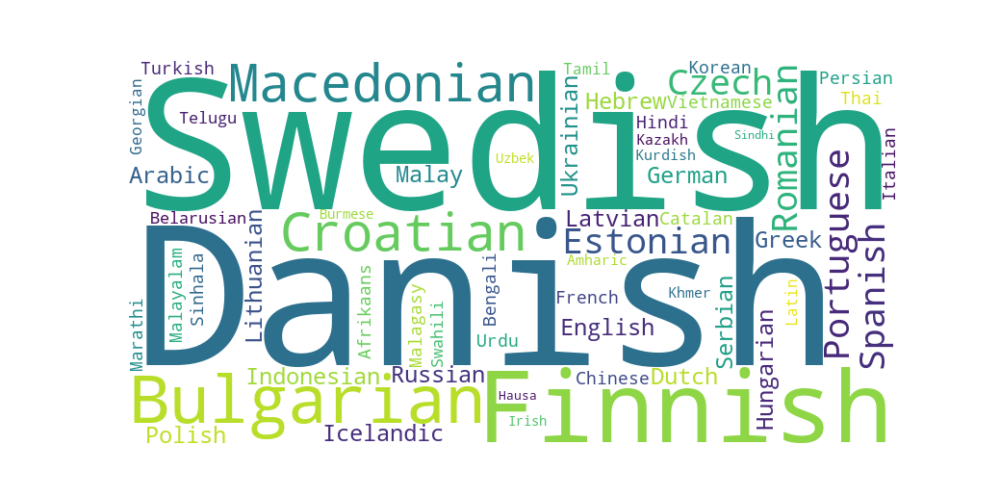 Swedish
Danish
Finnish
Bulgarian
Macedonian
Croatian
Turkish
Georgian
Telugu
Arabic
Malay
Uzbek
Tamil
Ukrainian
Hebrew
Vietnamese
Czech
Korean
Hindi
Kazakh
Kurdish
Sindhi
German
Romanian
Persian
Thai
Italian
Portuguese
Spanish
Belarusian
Burmese
Latvian
Catalan
Estonian
Greek
Amharic
Khmer
French
English
Serbian
Latin
Hungarian
Lithuanian
Malayalam
Sinhala
Marathi
Afrikaans
Malagasy
Swahili
Bengali
Urdu
Indonesian
Russian
Chinese
Dutch
Hausa
Irish
Polish
Icelandic